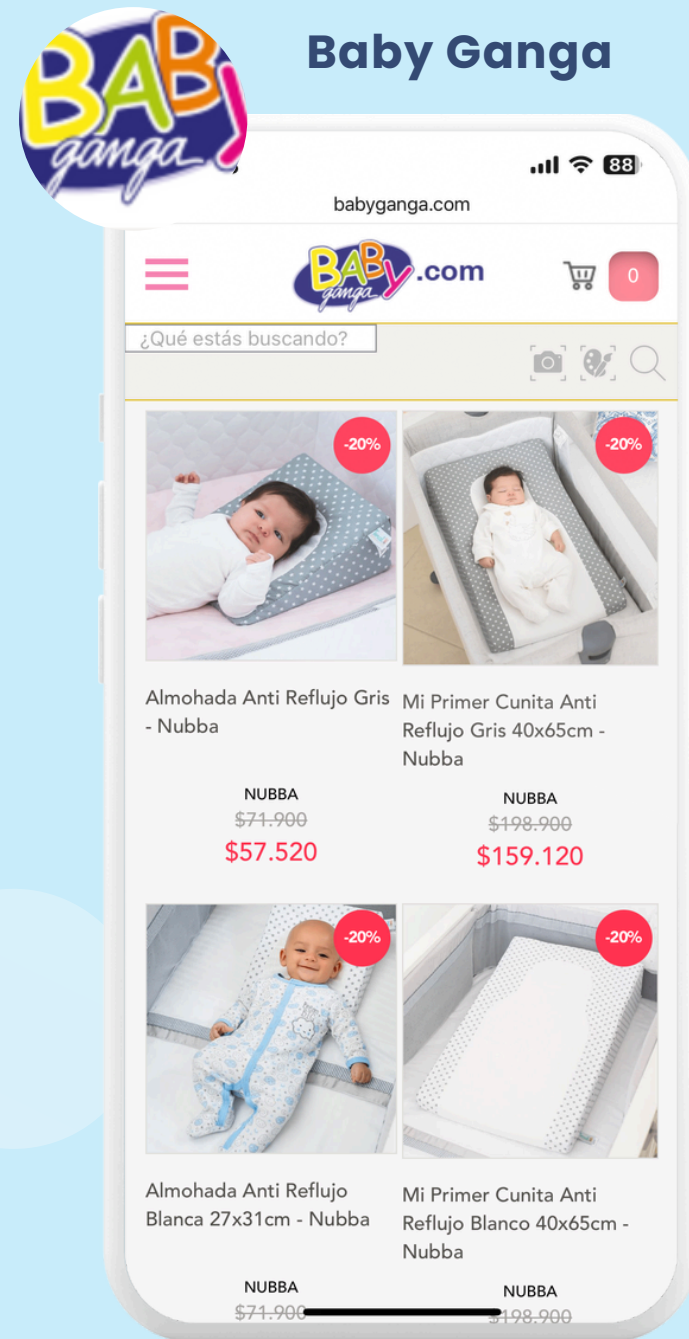 BABY
ganga
Baby Ganga
88
babyganga.com
BABY
ganga
.com
0
¿Qué estás buscando?
-20%
-20%
Almohada Anti Reflujo Gris
- Nubba
NUBBA
$71.900
$57.520
Mi Primer Cunita Anti
Reflujo Gris 40x65cm -
Nubba
NUBBA
$198.900
$159.120
-20%
-20%
Almohada Anti Reflujo
Blanca 27x31cm - Nubba
NUBBA
$71.900
Mi Primer Cunita Anti
Reflujo Blanco 40x65cm -
Nubba
NUBBA
$198.900